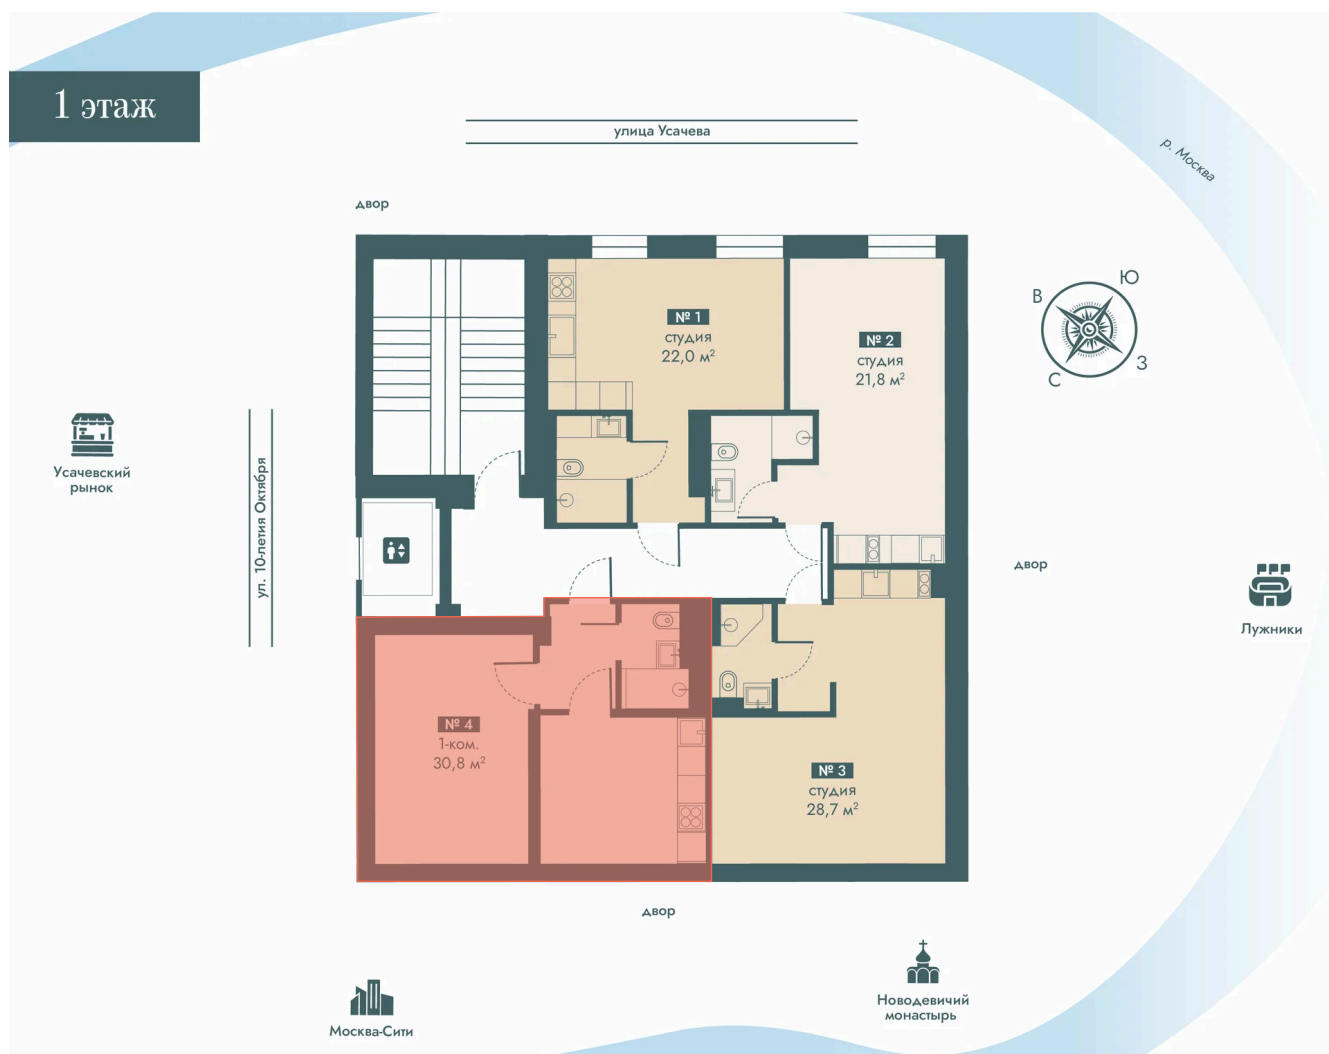 1 этаж
улица Усачева
р. Москва
двор
Ю
В
З
С
№ 1
студия
22,0 м²
№ 2
студия
21,8 м²
Усачевский
рынок
ул. 10-летия Октября
двор
Лужники
№ 4
1-ком.
30,8 м²
№ 3
студия
28,7 м²
двор
Новодевичий
монастырь
Москва-Сити